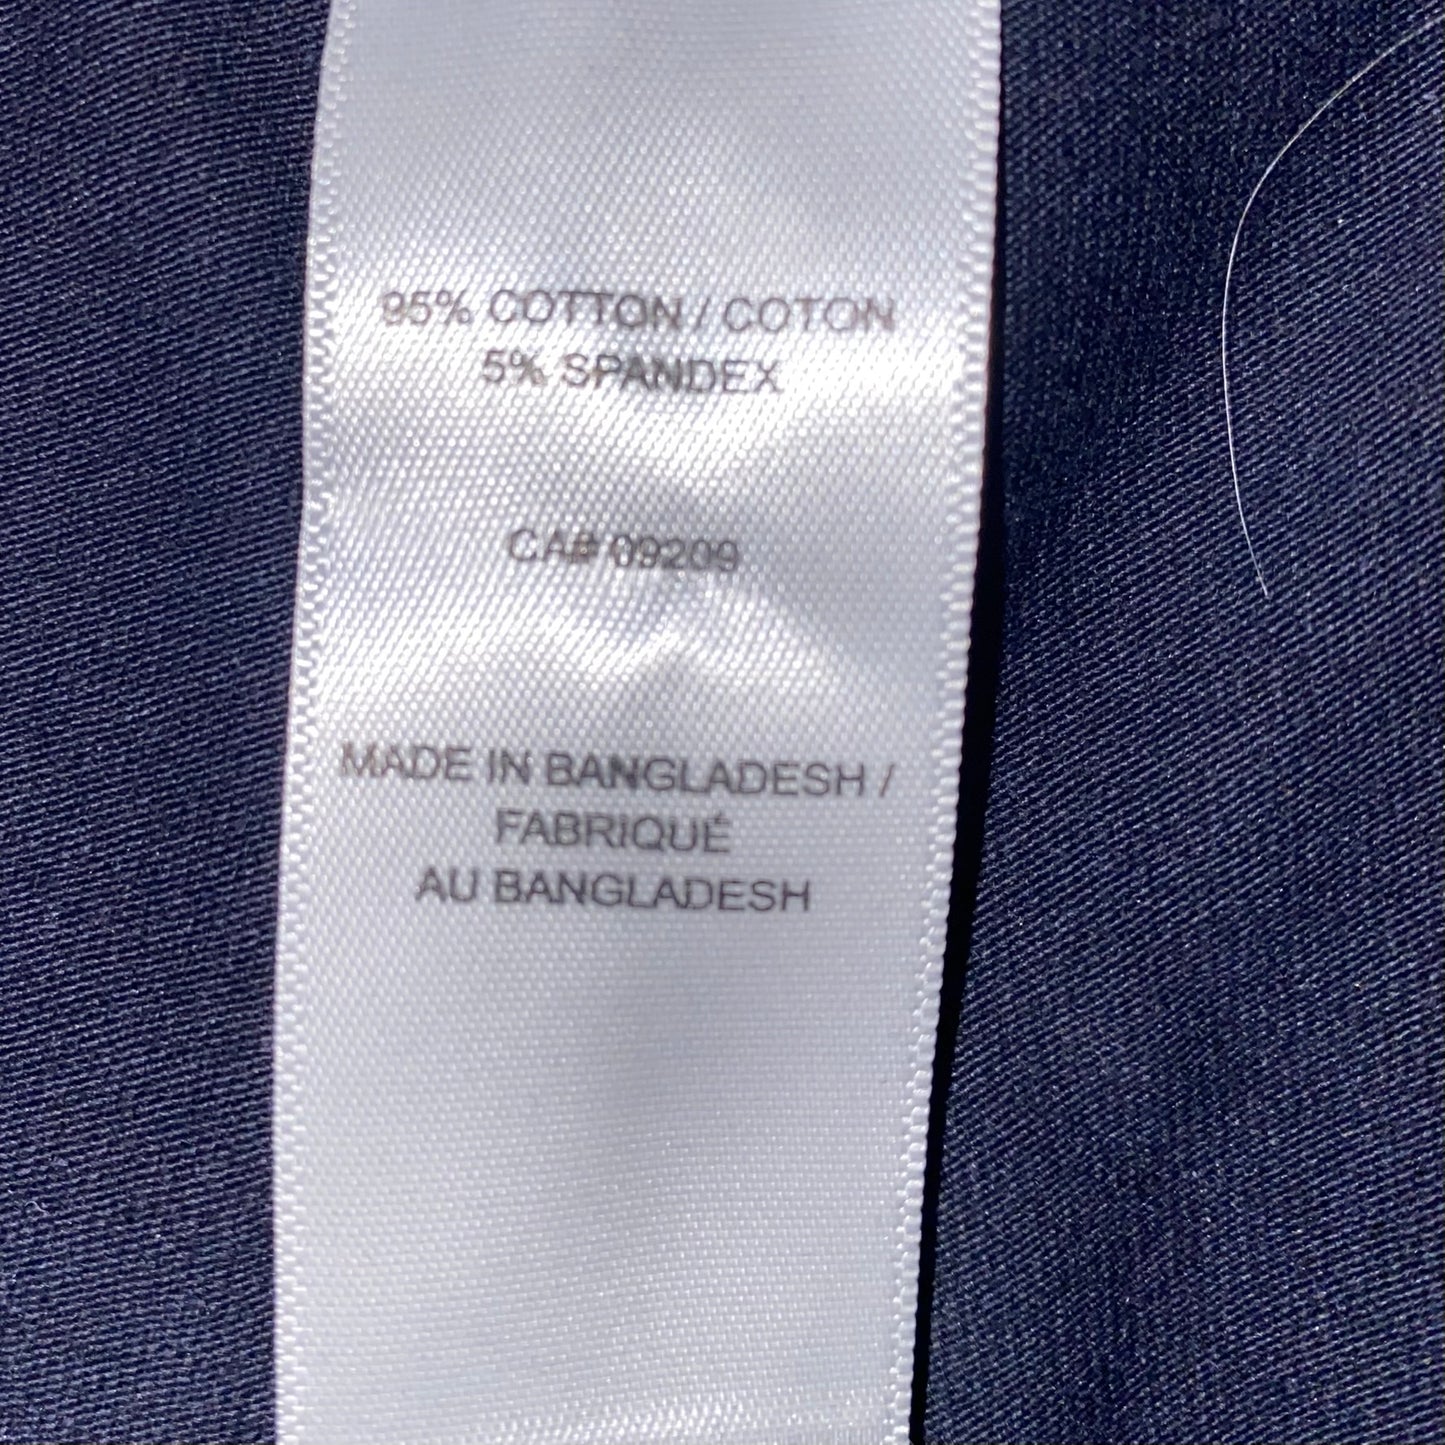 95% COTTON / COTON
5% SPANDEX
CA# 09209
MADE IN BANGLADESH /
FABRIQUÉ
AU BANGLADESH